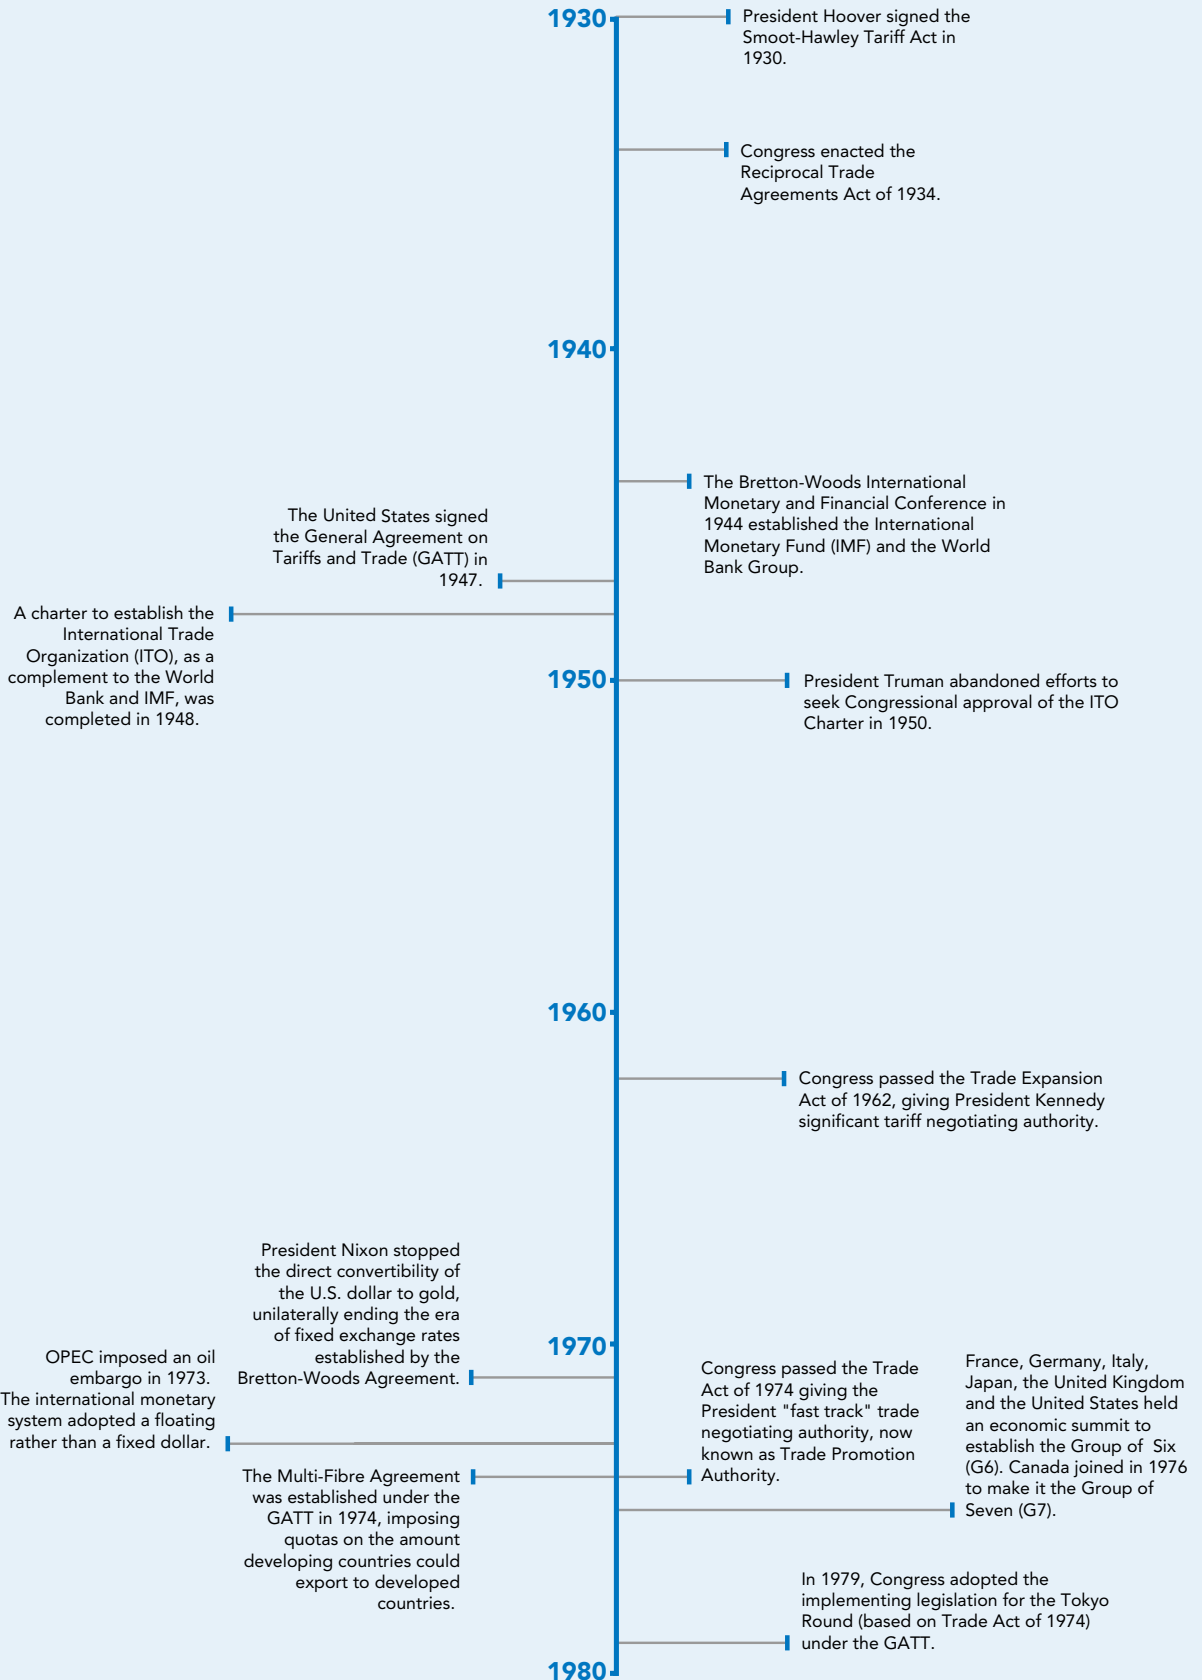 1930
President Hoover signed the
Smoot-Hawley Tariff Act in
1930.
Congress enacted the
Reciprocal Trade
Agreements Act of 1934.
1940
The Bretton-Woods International
Monetary and Financial Conference in
1944 established the International
Monetary Fund (IMF) and the World
Bank Group.
The United States signed
the General Agreement on
Tariffs and Trade (GATT) in
1947.
A charter to establish the
International Trade
Organization (ITO), as a
complement to the World
Bank and IMF, was
completed in 1948.
1950
President Truman abandoned efforts to
seek Congressional approval of the ITO
Charter in 1950.
1960
Congress passed the Trade Expansion
Act of 1962, giving President Kennedy
significant tariff negotiating authority.
President Nixon stopped
the direct convertibility of
the U.S. dollar to gold,
unilaterally ending the era
of fixed exchange rates
established by the
Bretton-Woods Agreement.
1970
OPEC imposed an oil
embargo in 1973.
The international monetary
system adopted a floating
rather than a fixed dollar.
Congress passed the Trade
Act of 1974 giving the
President "fast track" trade
negotiating authority, now
known as Trade Promotion
Authority.
France, Germany, Italy,
Japan, the United Kingdom
and the United States held
an economic summit to
establish the Group of Six
(G6). Canada joined in 1976
to make it the Group of
Seven (G7).
The Multi-Fibre Agreement
was established under the
GATT in 1974, imposing
quotas on the amount
developing countries could
export to developed
countries.
In 1979, Congress adopted the
implementing legislation for the Tokyo
Round (based on Trade Act of 1974)
under the GATT.
1980